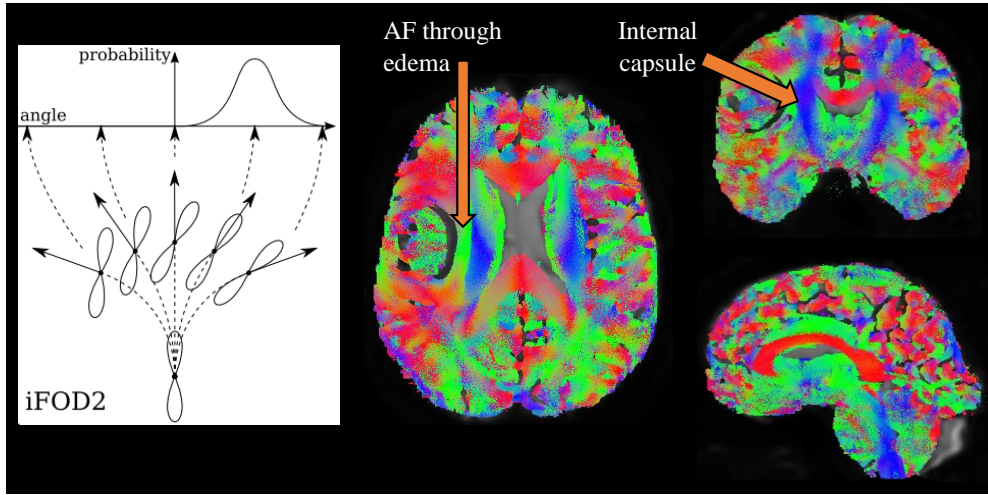 probability
angle
iFOD2
AF through
edema
Internal
capsule